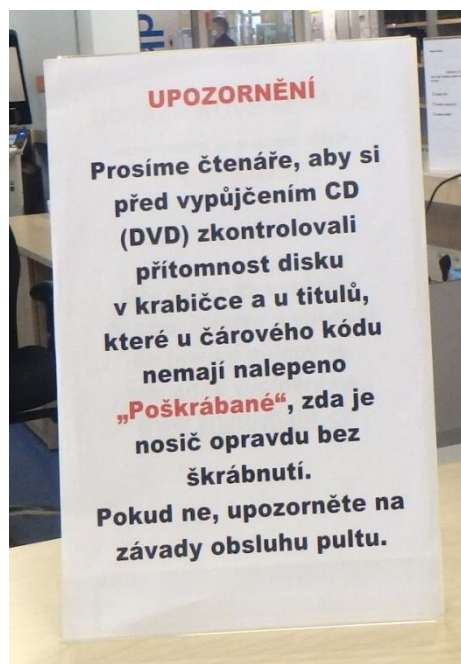 UPOZORNĚNÍ
Prosíme čtenáře, aby si
před vypůjčením CD
(DVD) zkontrolovali
přítomnost disku
v krabičce a u titulů,
které u čárového kódu
nemají nalepeno
„Poškrábané“, zda je
nosič opravdu bez
škrábnutí.
Pokud ne, upozorněte na
závady obsluhu pultu.